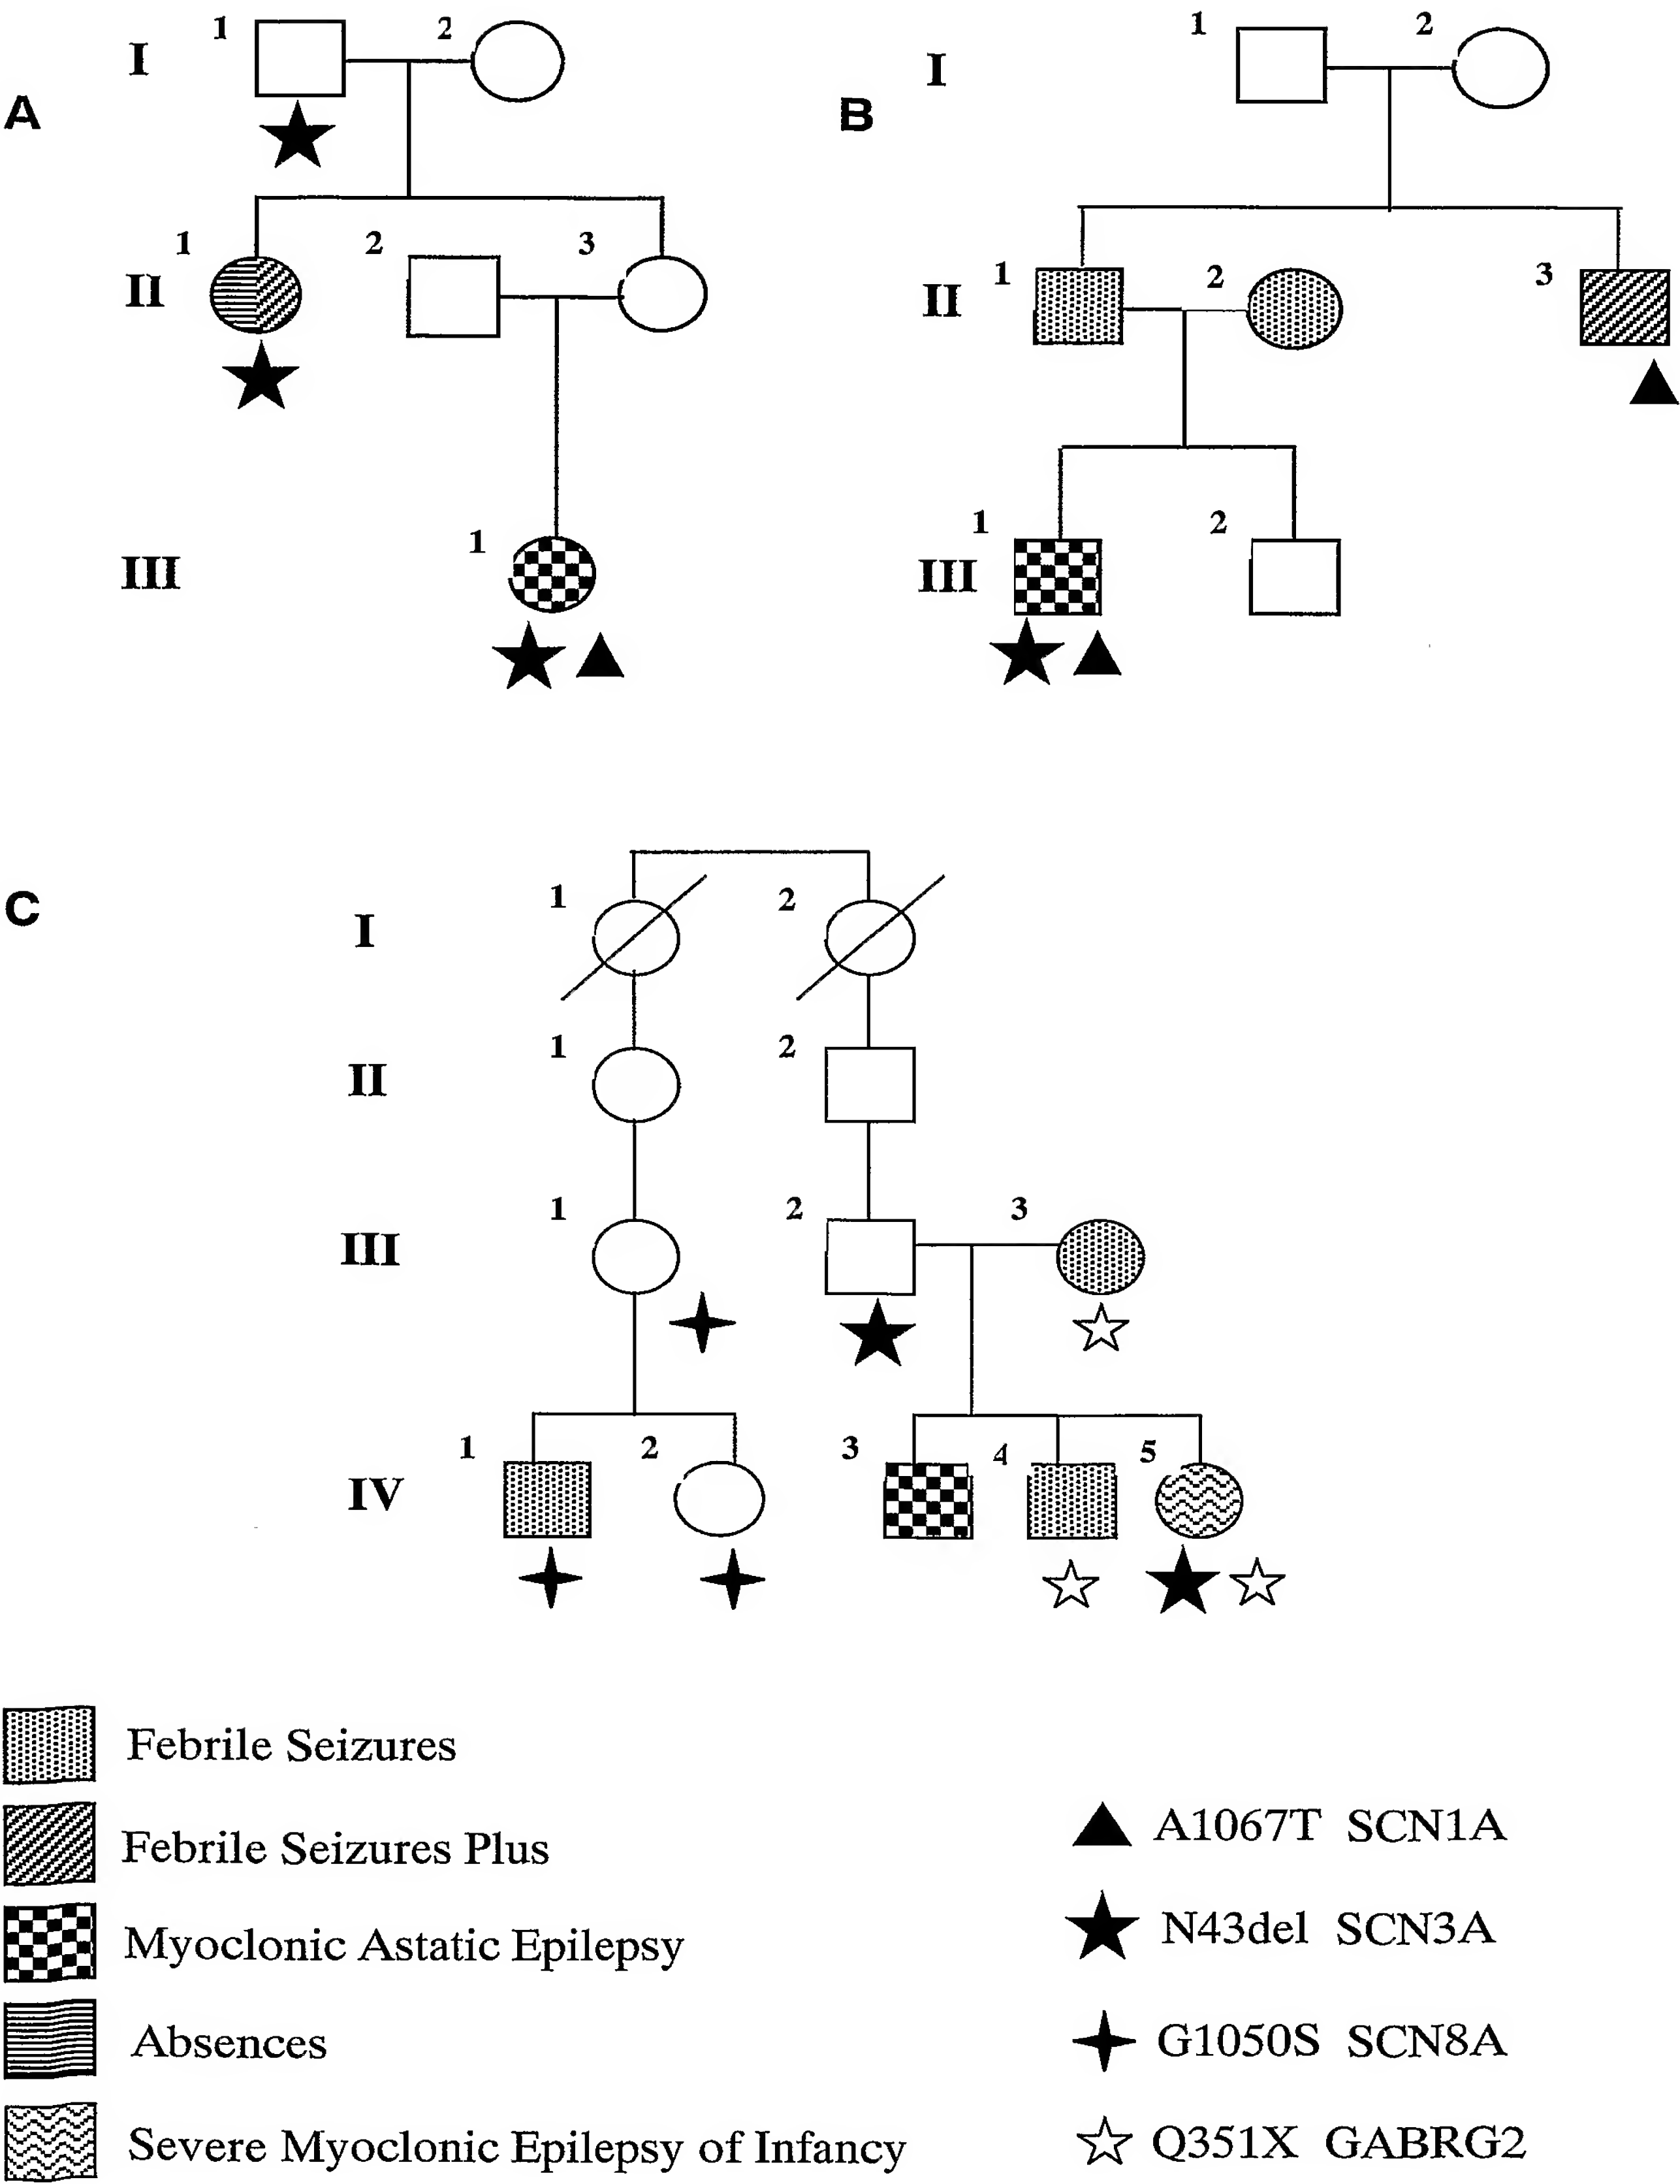 1 2 1 2
I I
A B
1 2 3 1 2 3
II II
1 1 2
III III
C
1 2
I
1 2
II
1 2 3
III
1 2 3 4 5
IV
Febrile Seizures
Febrile Seizures Plus
Myoclonic Astatic Epilepsy
Absences
Severe Myoclonic Epilepsy of Infancy
A1067T SCN1A
N43del SCN3A
G1050S SCN8A
Q351X GABRG2